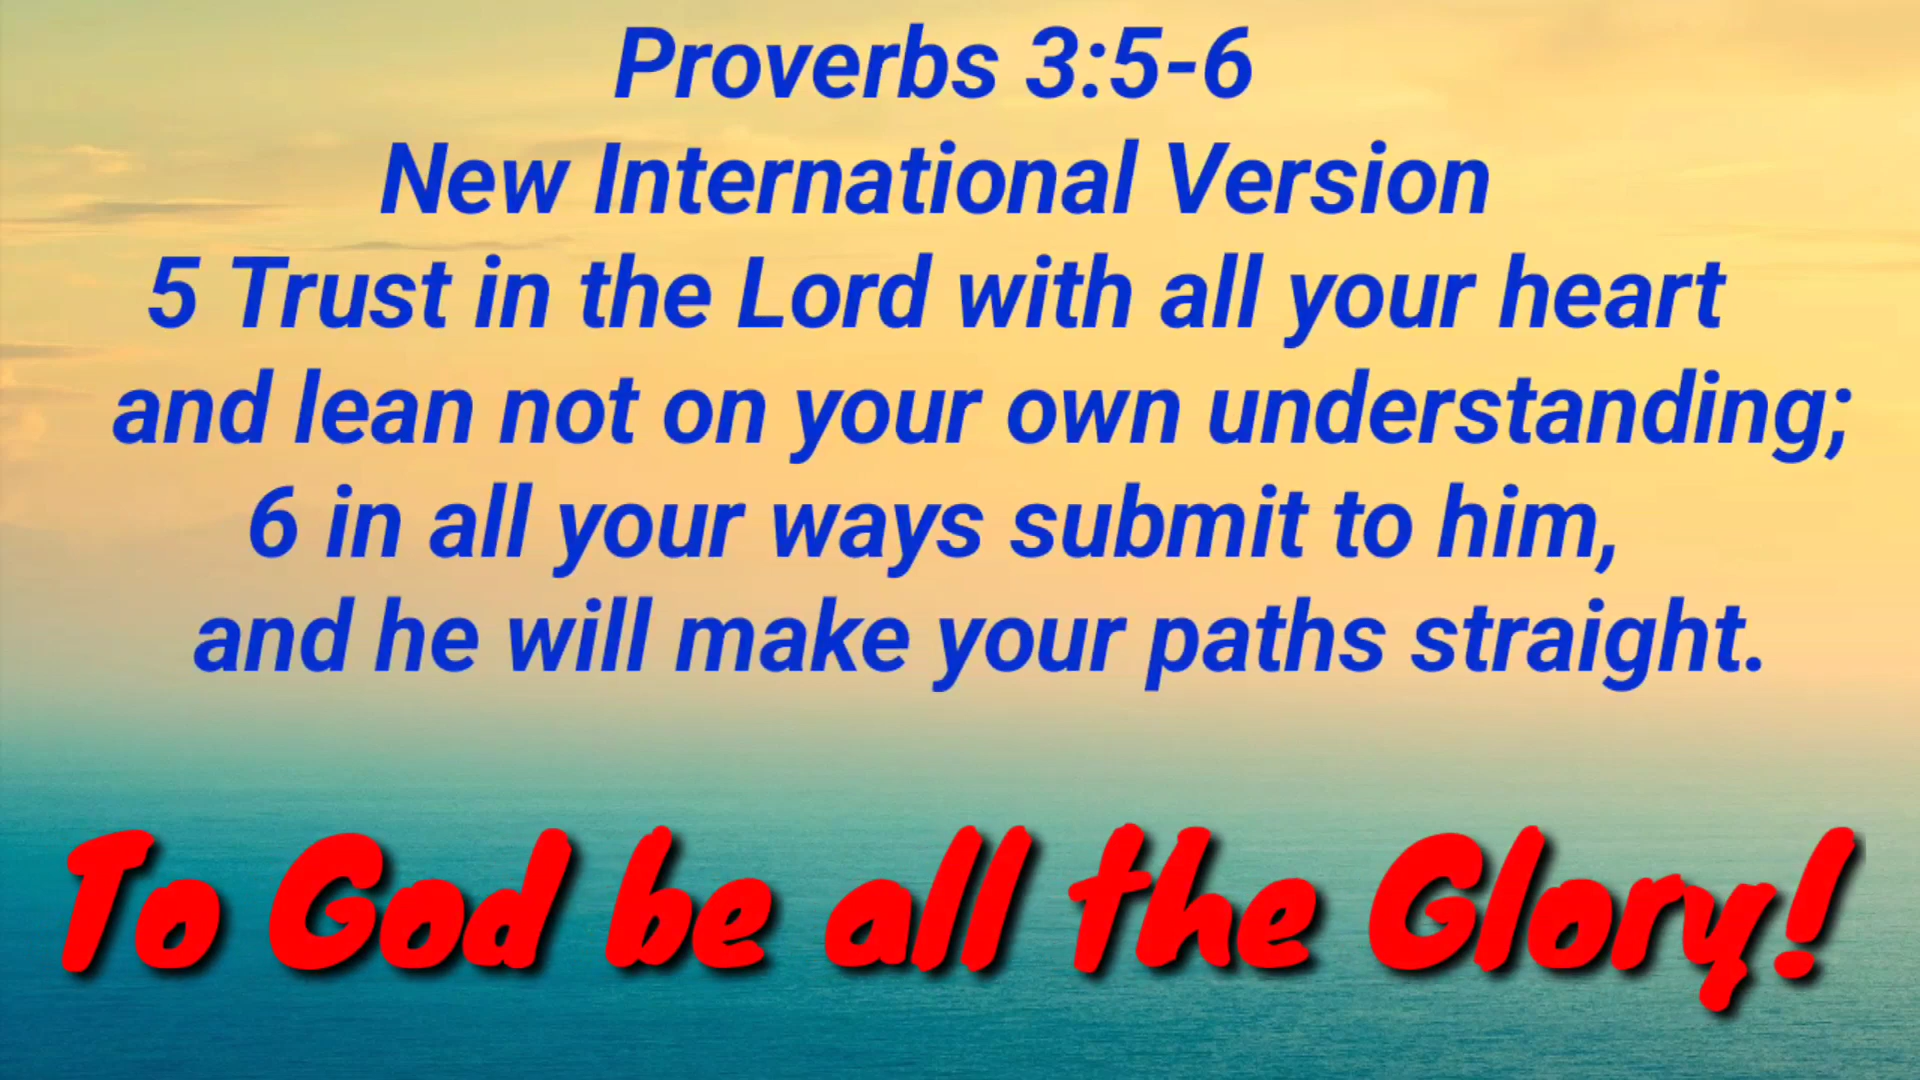 Proverbs 3:5-6
New International Version
5 Trust in the Lord with all your heart
and lean not on your own understanding;
6 in all your ways submit to him,
and he will make your paths straight.
To God be all the Glory!